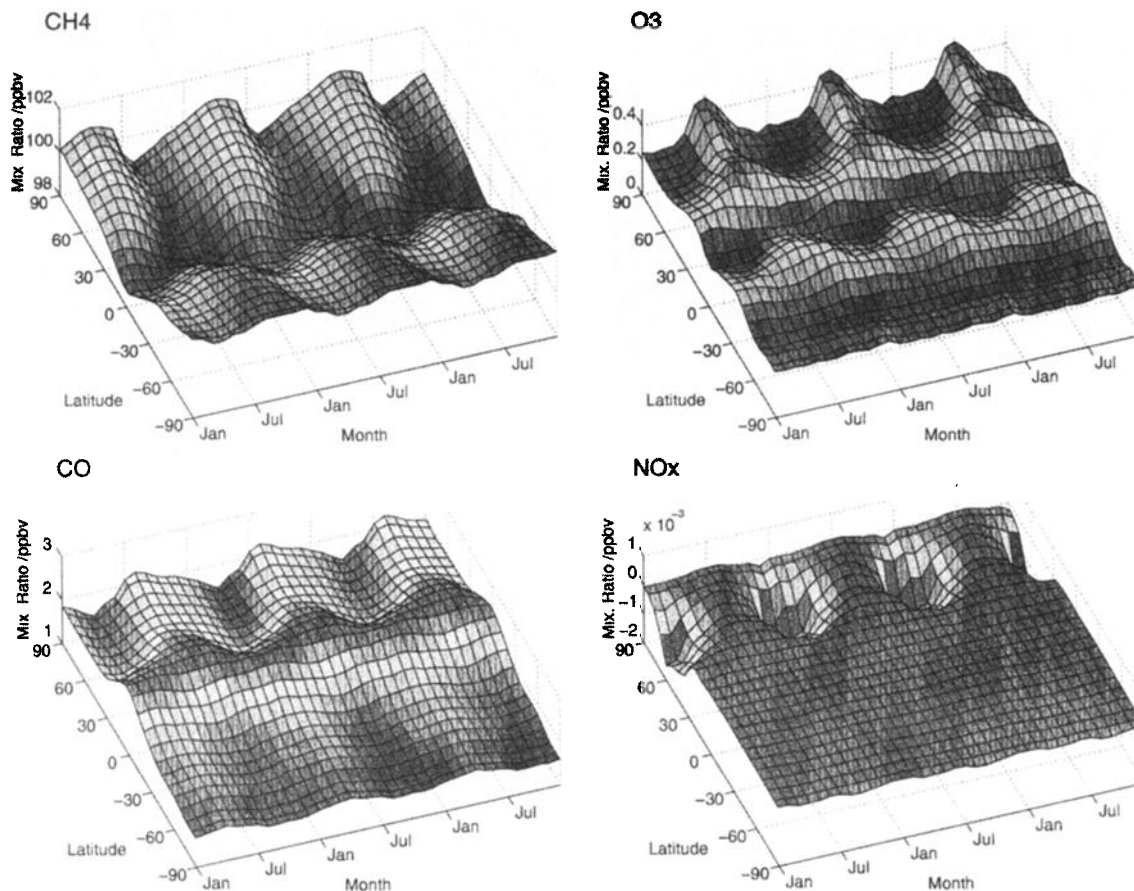 CH4
Mix Ratio /ppbv
102
100
98
90
60
30
0
-30
-60
-90
Latitude
Jan
Jul
Jan
Jul
Jan
Jul
Month
O3
Mix. Ratio /ppbv
0.4
0.2
0
90
60
30
0
-30
-60
-90
Latitude
Jan
Jul
Jan
Jul
Jan
Jul
Month
CO
Mix Ratio /ppbv
3
2
1
90
60
30
0
-30
-60
-90
Latitude
Jan
Jul
Jan
Jul
Jan
Jul
Month
NOx
x 10⁻³
Mix. Ratio /ppbv
1
0
-1
-2
90
60
30
0
-30
-60
-90
Latitude
Jan
Jul
Jan
Jul
Jan
Jul
Month